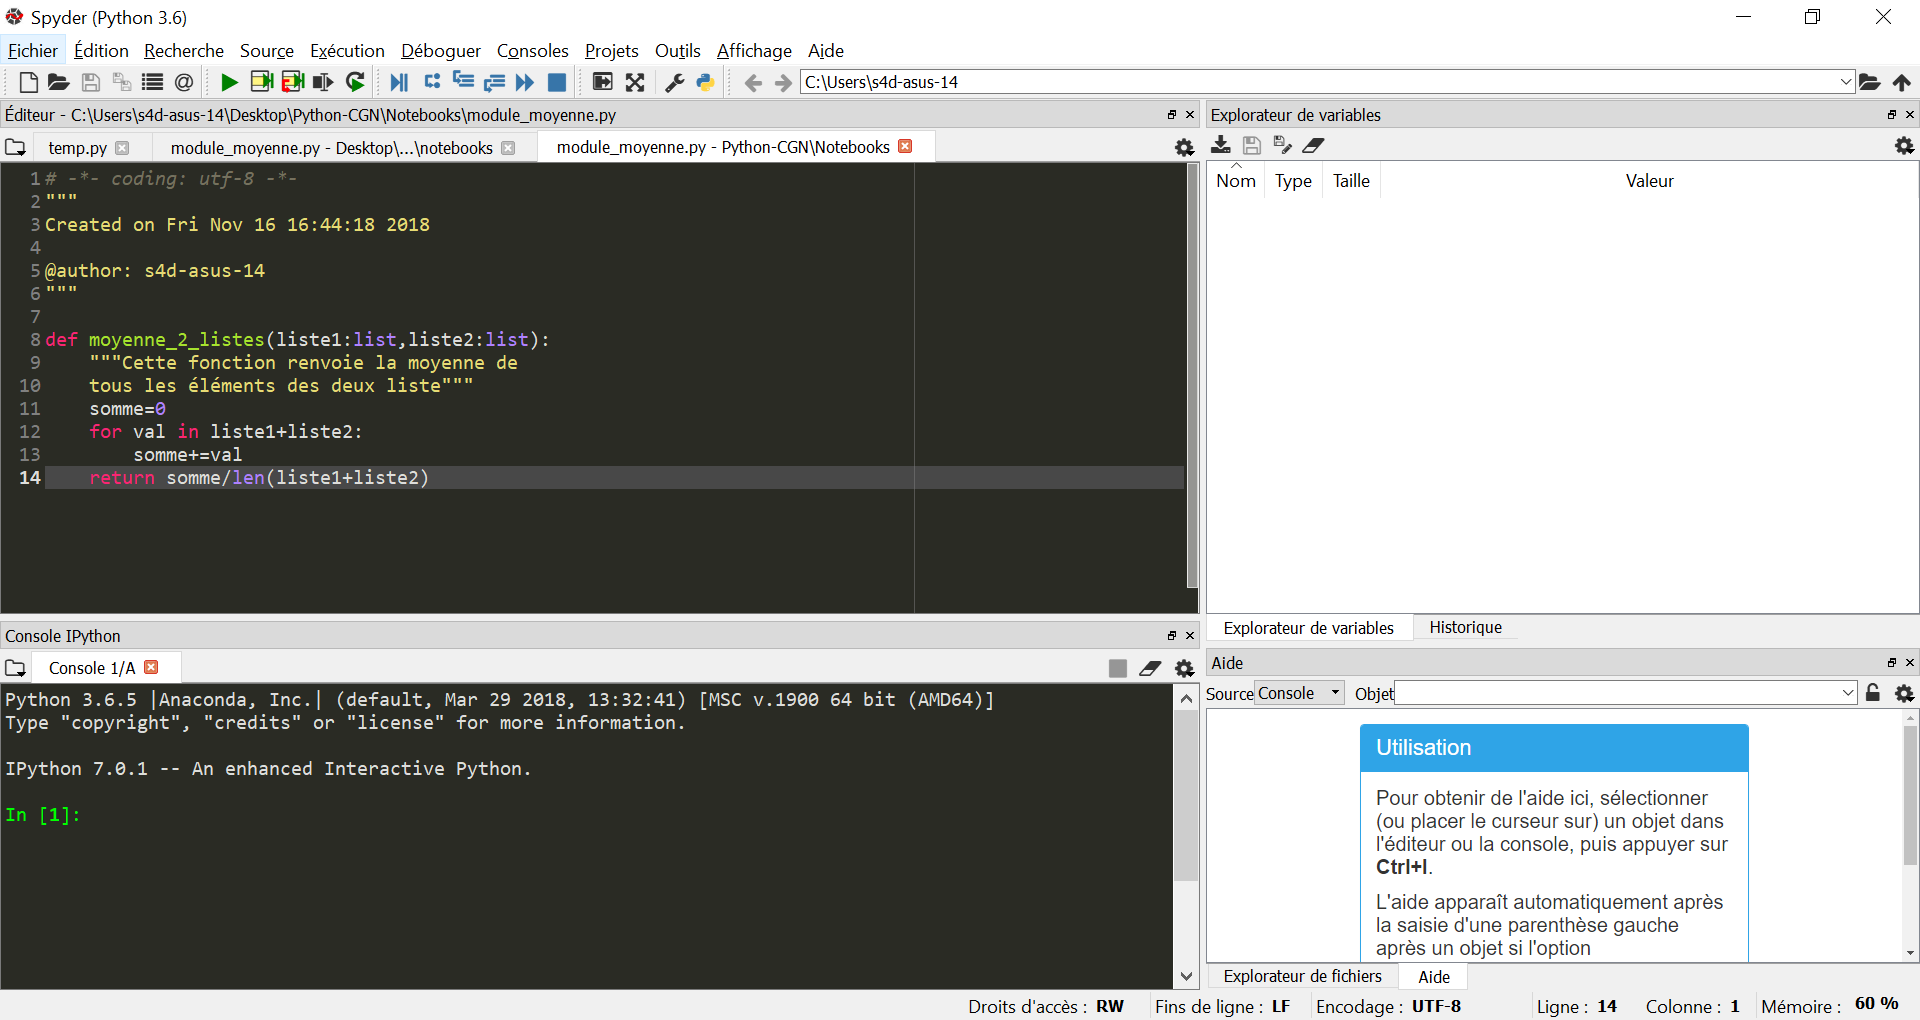 Spyder (Python 3.6)
Fichier Édition Recherche Source Exécution Déboguer Consoles Projets Outils Affichage Aide
C:\Users\s4d-asus-14
Éditeur - C:\Users\s4d-asus-14\Desktop\Python-CGN\Notebooks\module_moyenne.py
temp.py module_moyenne.py - Desktop\...\notebooks module_moyenne.py - Python-CGN\Notebooks
1 # -*- coding: utf-8 -*-
2 """
3 Created on Fri Nov 16 16:44:18 2018
4
5 @author: s4d-asus-14
6 """
7
8 def moyenne_2_listes(liste1:list,liste2:list):
9     """Cette fonction renvoie la moyenne de
10     tous les éléments des deux liste"""
11     somme=0
12     for val in liste1+liste2:
13         somme+=val
14     return somme/len(liste1+liste2)
Console IPython
Console 1/A
Python 3.6.5 |Anaconda, Inc.| (default, Mar 29 2018, 13:32:41) [MSC v.1900 64 bit (AMD64)]
Type "copyright", "credits" or "license" for more information.
IPython 7.0.1 -- An enhanced Interactive Python.
In [1]:
Explorateur de variables
Nom Type Taille Valeur
Explorateur de variables Historique
Aide
Source Console Objet
Utilisation
Pour obtenir de l'aide ici, sélectionner
(ou placer le curseur sur) un objet dans
l'éditeur ou la console, puis appuyer sur
Ctrl+I.
L'aide apparaît automatiquement après
la saisie d'une parenthèse gauche
après un objet si l'option
Explorateur de fichiers Aide
Droits d'accès : RW Fins de ligne : LF Encodage : UTF-8 Ligne : 14 Colonne : 1 Mémoire : 60 %